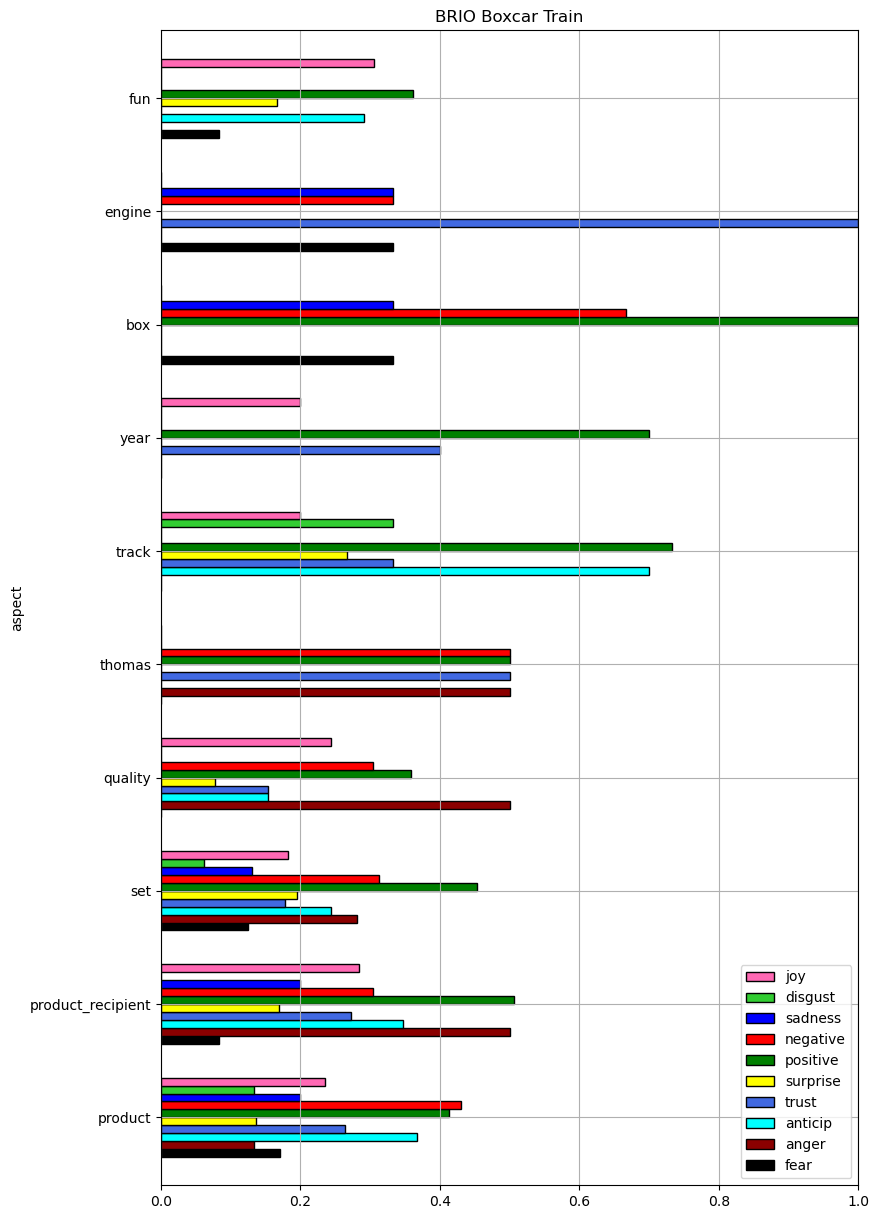 BRIO Boxcar Train
fun
engine
box
year
track
thomas
quality
set
product_recipient
product
aspect
joy
disgust
sadness
negative
positive
surprise
trust
anticip
anger
fear
0.0 0.2 0.4 0.6 0.8 1.0